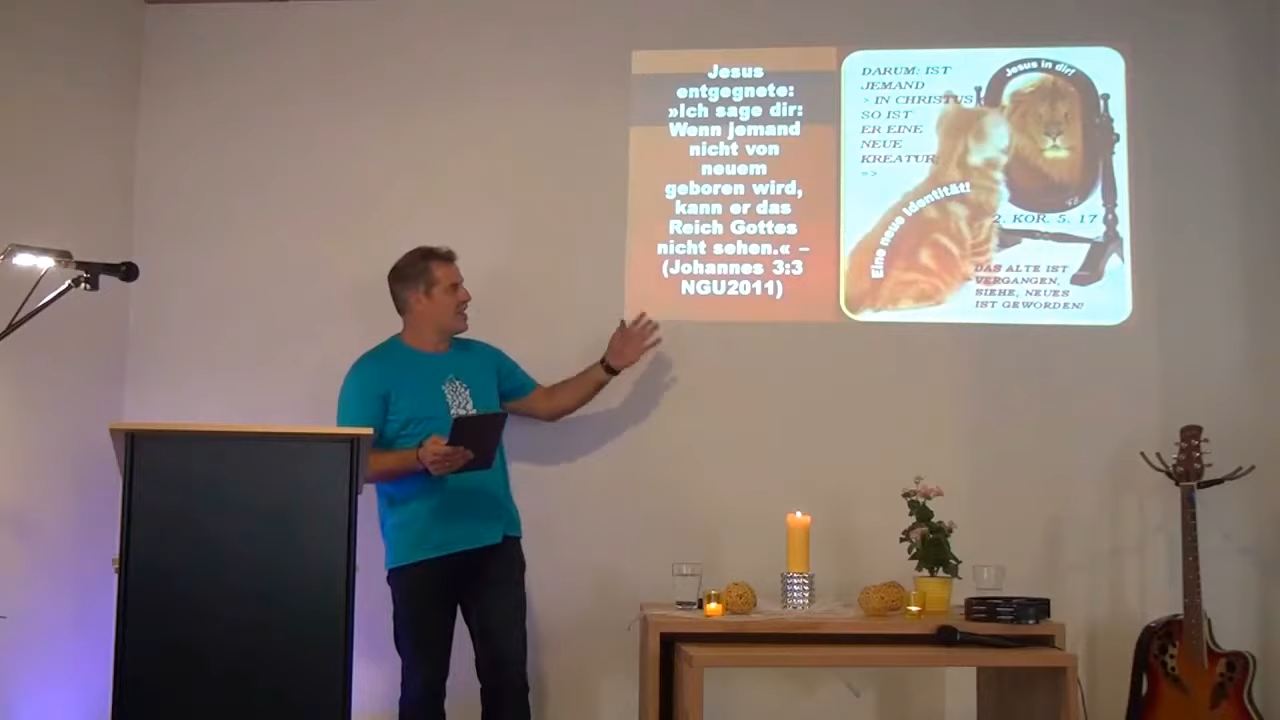 Jesus
entgegnete:
»Ich sage dir:
Wenn jemand
nicht von
neuem
geboren wird,
kann er das
Reich Gottes
nicht sehen.« –
(Johannes 3:3
NGU2011)
DARUM: IST
JEMAND
> IN CHRISTUS
SO IST
ER EINE
NEUE
KREATUR
=>
Jesus in dir!
Eine neue Identität!
2. KOR. 5. 17
DAS ALTE IST
VERGANGEN,
SIEHE, NEUES
IST GEWORDEN!